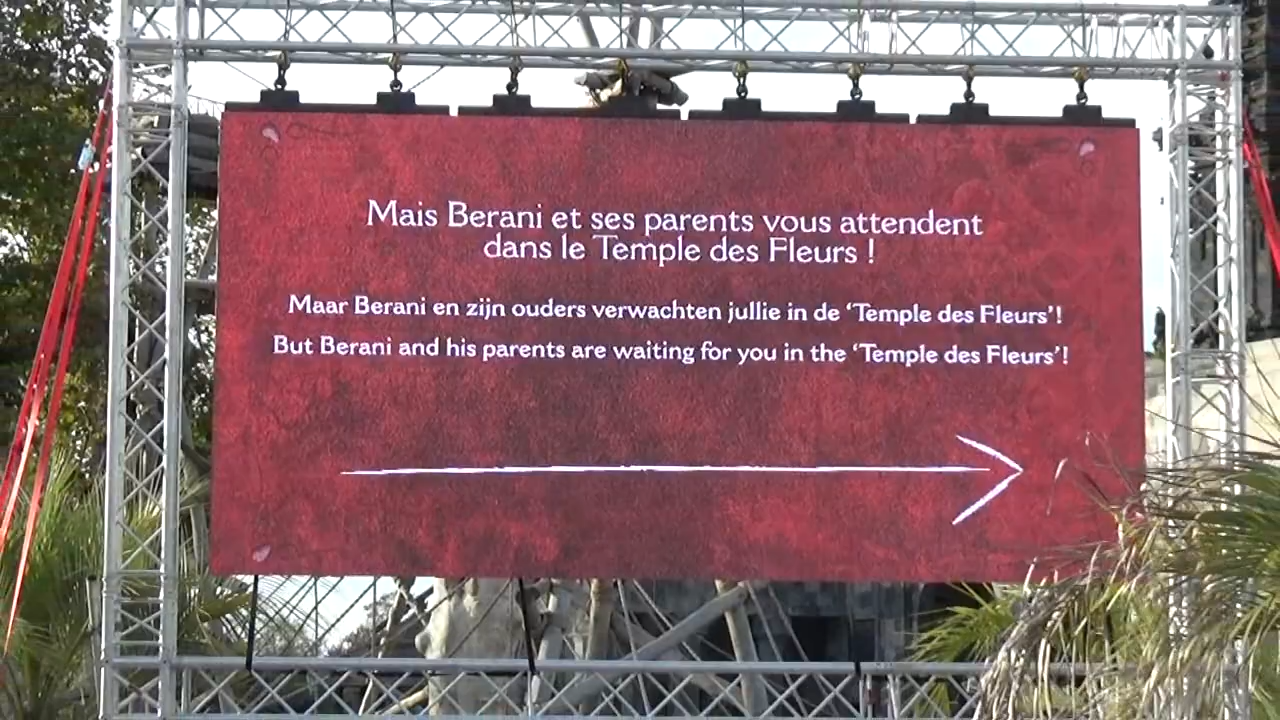 Mais Berani et ses parents vous attendent
dans le Temple des Fleurs !
Maar Berani en zijn ouders verwachten jullie in de ‘Temple des Fleurs’!
But Berani and his parents are waiting for you in the ‘Temple des Fleurs’!